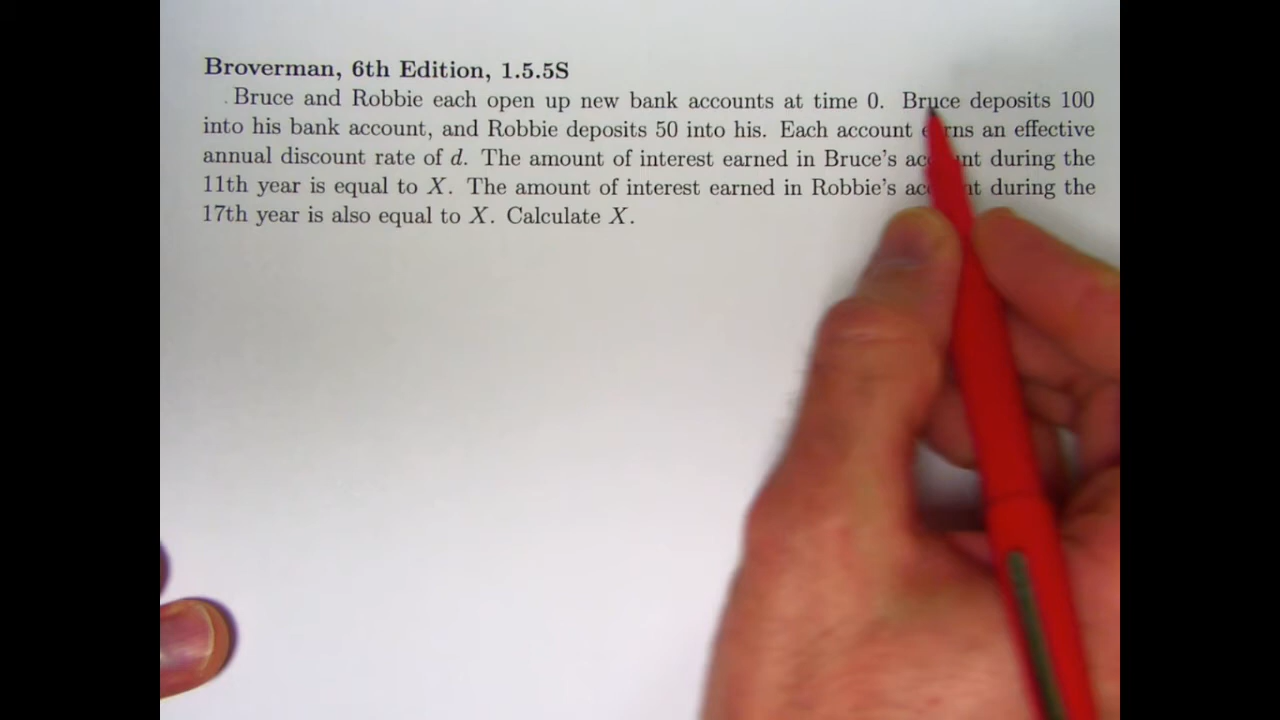 Broverman, 6th Edition, 1.5.5S
Bruce and Robbie each open up new bank accounts at time 0. Bruce deposits 100
into his bank account, and Robbie deposits 50 into his. Each account earns an effective
annual discount rate of d. The amount of interest earned in Bruce's account during the
11th year is equal to X. The amount of interest earned in Robbie's account during the
17th year is also equal to X. Calculate X.